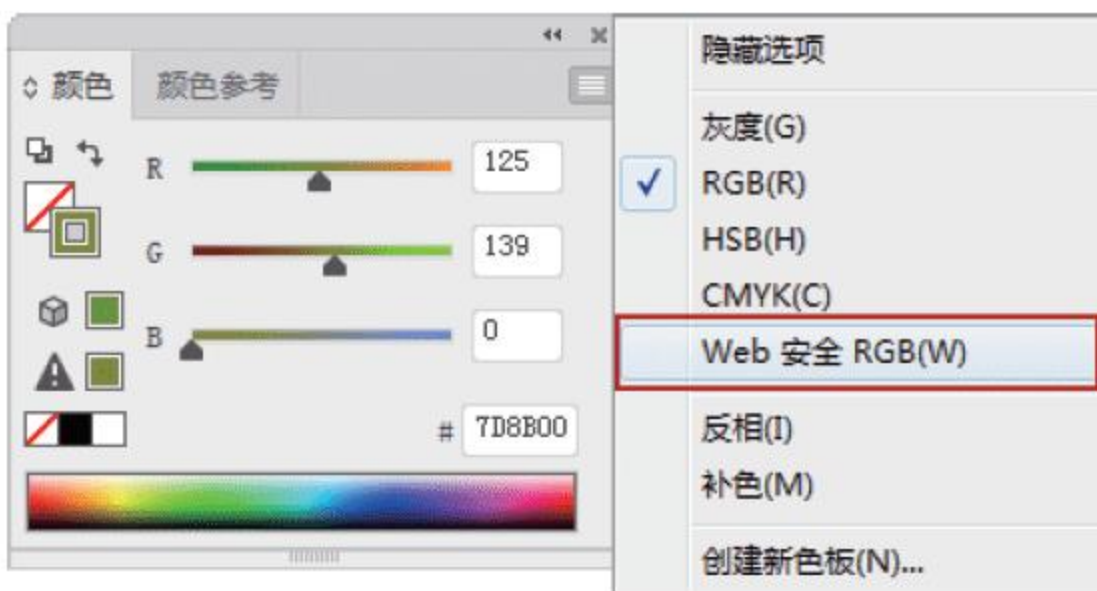 颜色 颜色参考
R 125
G 139
B 0
# 7D8B00
隐藏选项
灰度(G)
RGB(R)
HSB(H)
CMYK(C)
Web 安全 RGB(W)
反相(I)
补色(M)
创建新色板(N)...